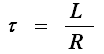 τ = L / R